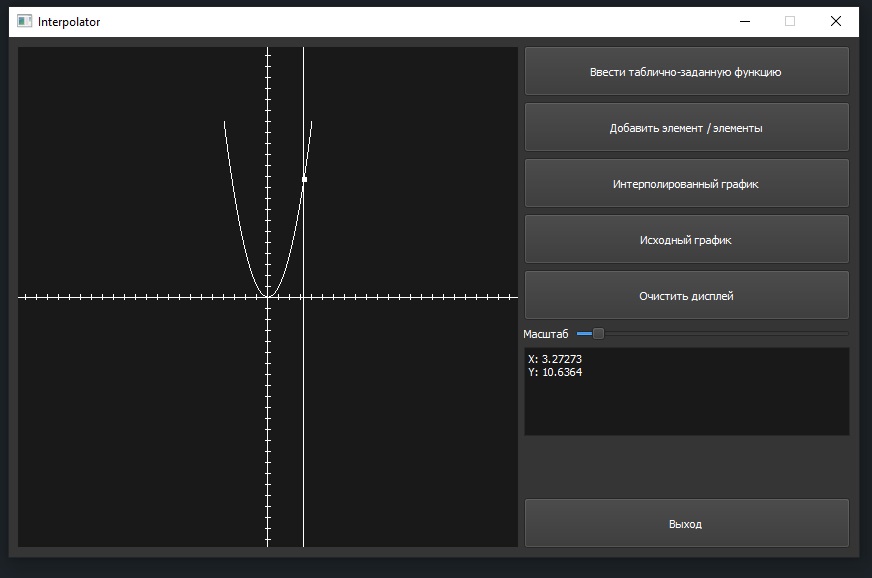 Interpolator
Ввести таблично-заданную функцию
Добавить элемент / элементы
Интерполированный график
Исходный график
Очистить дисплей
Масштаб
X: 3.27273
Y: 10.6364
Выход